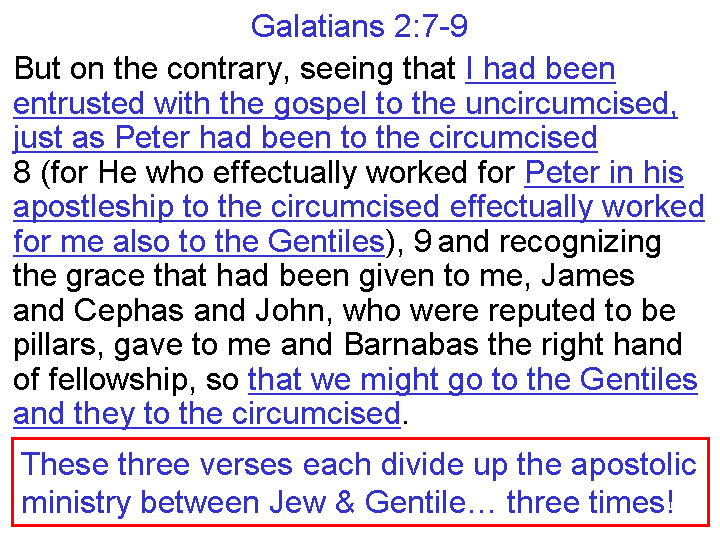 Galatians 2:7-9
But on the contrary, seeing that I had been
entrusted with the gospel to the uncircumcised,
just as Peter had been to the circumcised
8 (for He who effectually worked for Peter in his
apostleship to the circumcised effectually worked
for me also to the Gentiles), 9 and recognizing
the grace that had been given to me, James
and Cephas and John, who were reputed to be
pillars, gave to me and Barnabas the right hand
of fellowship, so that we might go to the Gentiles
and they to the circumcised.
These three verses each divide up the apostolic
ministry between Jew & Gentile… three times!